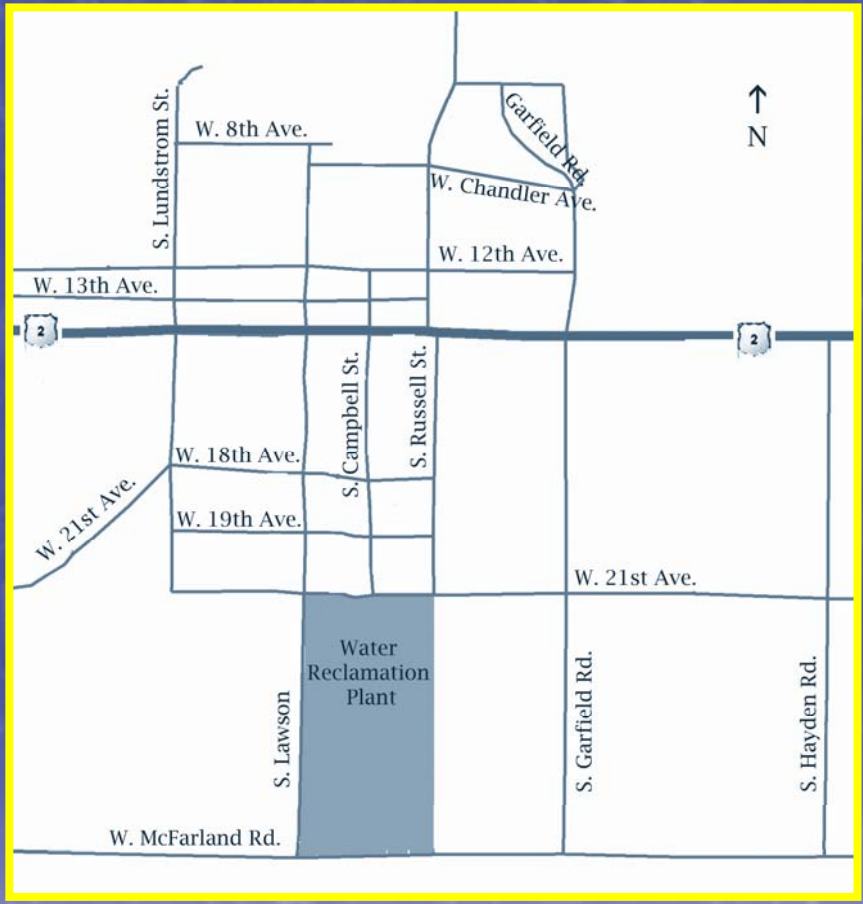 Garfield Rd.
N
W. 8th Ave.
S. Lundstrom St.
W. Chandler Ave.
W. 12th Ave.
W. 13th Ave.
2
2
S. Campbell St.
S. Russell St.
W. 18th Ave.
W. 21st Ave.
W. 19th Ave.
W. 21st Ave.
Water
Reclamation
Plant
S. Lawson
S. Garfield Rd.
S. Hayden Rd.
W. McFarland Rd.